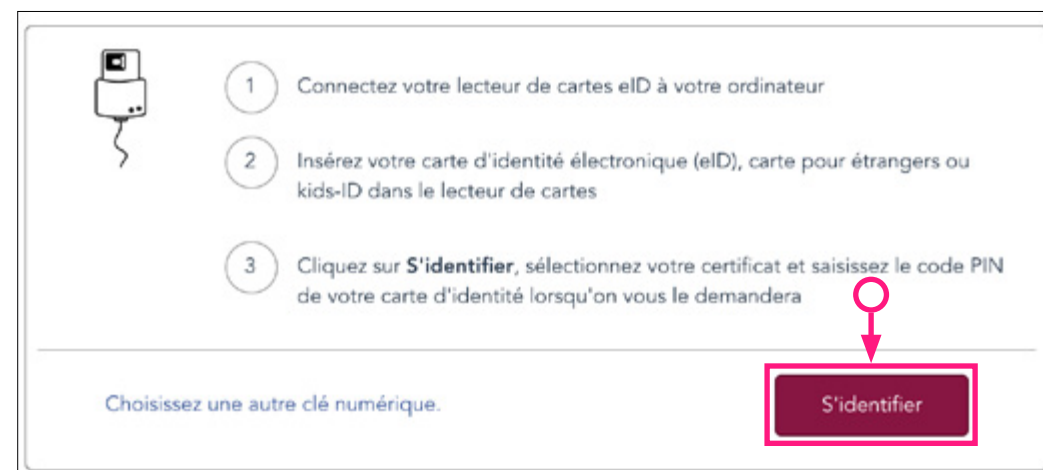 1 Connectez votre lecteur de cartes eID à votre ordinateur
2 Insérez votre carte d'identité électronique (eID), carte pour étrangers ou
kids-ID dans le lecteur de cartes
3 Cliquez sur S'identifier, sélectionnez votre certificat et saisissez le code PIN
de votre carte d'identité lorsqu'on vous le demandera
Choisissez une autre clé numérique.
S'identifier